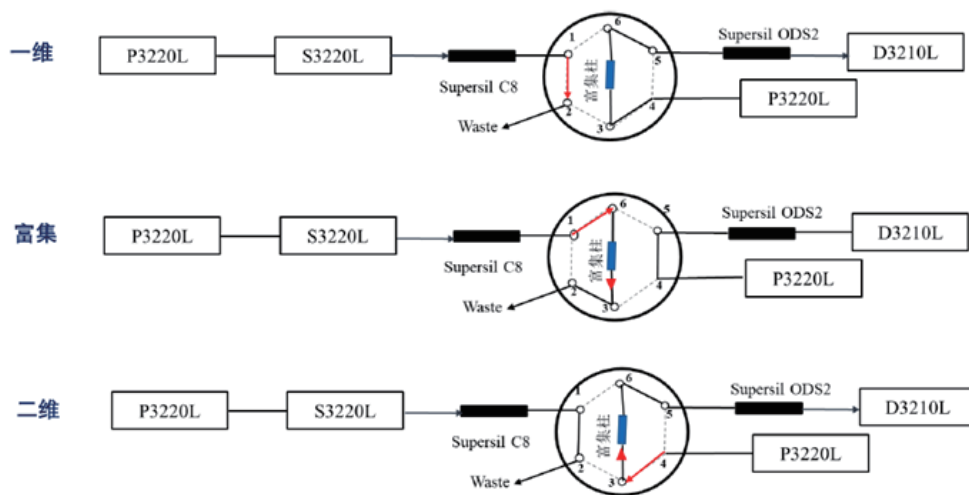 一维
P3220L
S3220L
Supersil C8
1
2
3
4
5
6
富集柱
Waste
Supersil ODS2
D3210L
P3220L
富集
P3220L
S3220L
Supersil C8
1
2
3
4
5
6
富集柱
Waste
Supersil ODS2
D3210L
P3220L
二维
P3220L
S3220L
Supersil C8
1
2
3
4
5
6
富集柱
Waste
Supersil ODS2
D3210L
P3220L